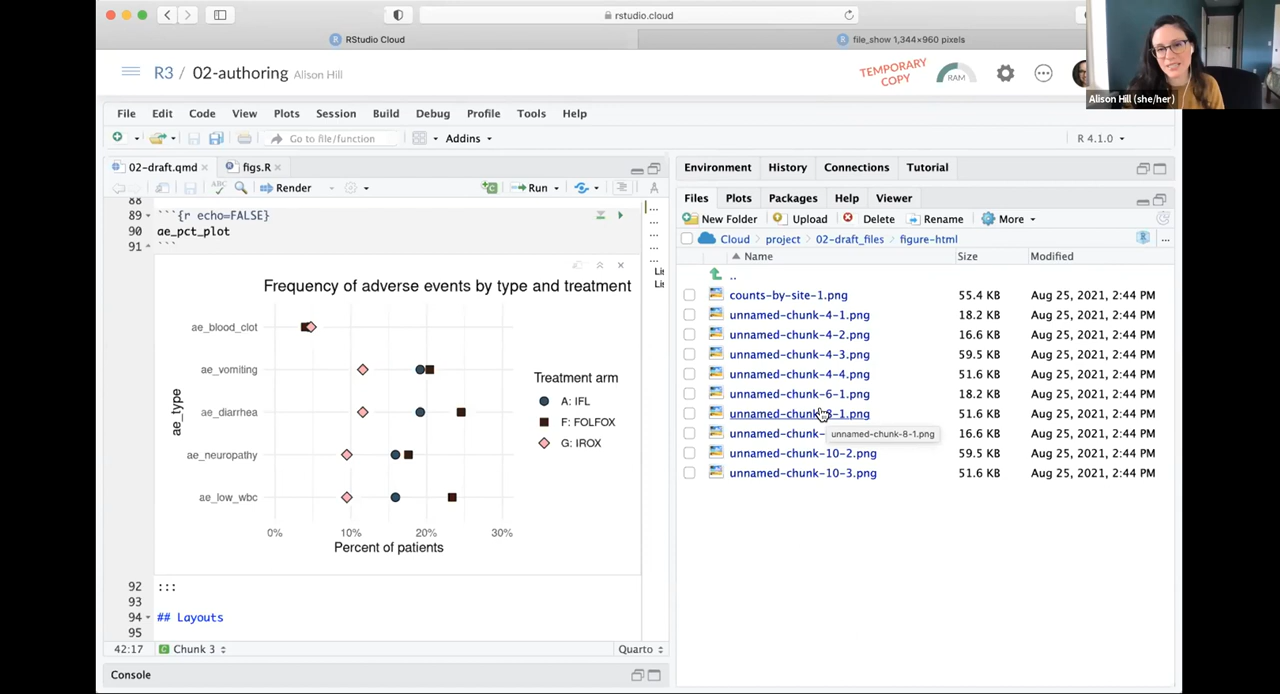 rstudio.cloud
RStudio Cloud
file_show 1,344×960 pixels
R3 / 02-authoring Alison Hill
TEMPORARY COPY
RAM
Alison Hill (she/her)
File Edit Code View Plots Session Build Debug Profile Tools Help
Go to file/function
Addins
R 4.1.0
02-draft.qmd
figs.R
Render
Run
88
89 ```{r echo=FALSE}
90 ae_pct_plot
91 ```
Frequency of adverse events by type and treatment
ae_blood_clot
ae_vomiting
ae_diarrhea
ae_neuropathy
ae_low_wbc
ae_type
0% 10% 20% 30%
Percent of patients
Treatment arm
A: IFL
F: FOLFOX
G: IROX
92 :::
93
94 ## Layouts
95
...
...
...
...
Li
Li
42:17 Chunk 3 Quarto
Console
Environment History Connections Tutorial
Files Plots Packages Help Viewer
New Folder Upload Delete Rename More
Cloud project 02-draft_files figure-html
...
Name Size Modified
..
counts-by-site-1.png 55.4 KB Aug 25, 2021, 2:44 PM
unnamed-chunk-4-1.png 18.2 KB Aug 25, 2021, 2:44 PM
unnamed-chunk-4-2.png 16.6 KB Aug 25, 2021, 2:44 PM
unnamed-chunk-4-3.png 59.5 KB Aug 25, 2021, 2:44 PM
unnamed-chunk-4-4.png 51.6 KB Aug 25, 2021, 2:44 PM
unnamed-chunk-6-1.png 18.2 KB Aug 25, 2021, 2:44 PM
unnamed-chunk-8-1.png 51.6 KB Aug 25, 2021, 2:44 PM
unnamed-chunk- 16.6 KB Aug 25, 2021, 2:44 PM
unnamed-chunk-8-1.png
unnamed-chunk-10-2.png 59.5 KB Aug 25, 2021, 2:44 PM
unnamed-chunk-10-3.png 51.6 KB Aug 25, 2021, 2:44 PM